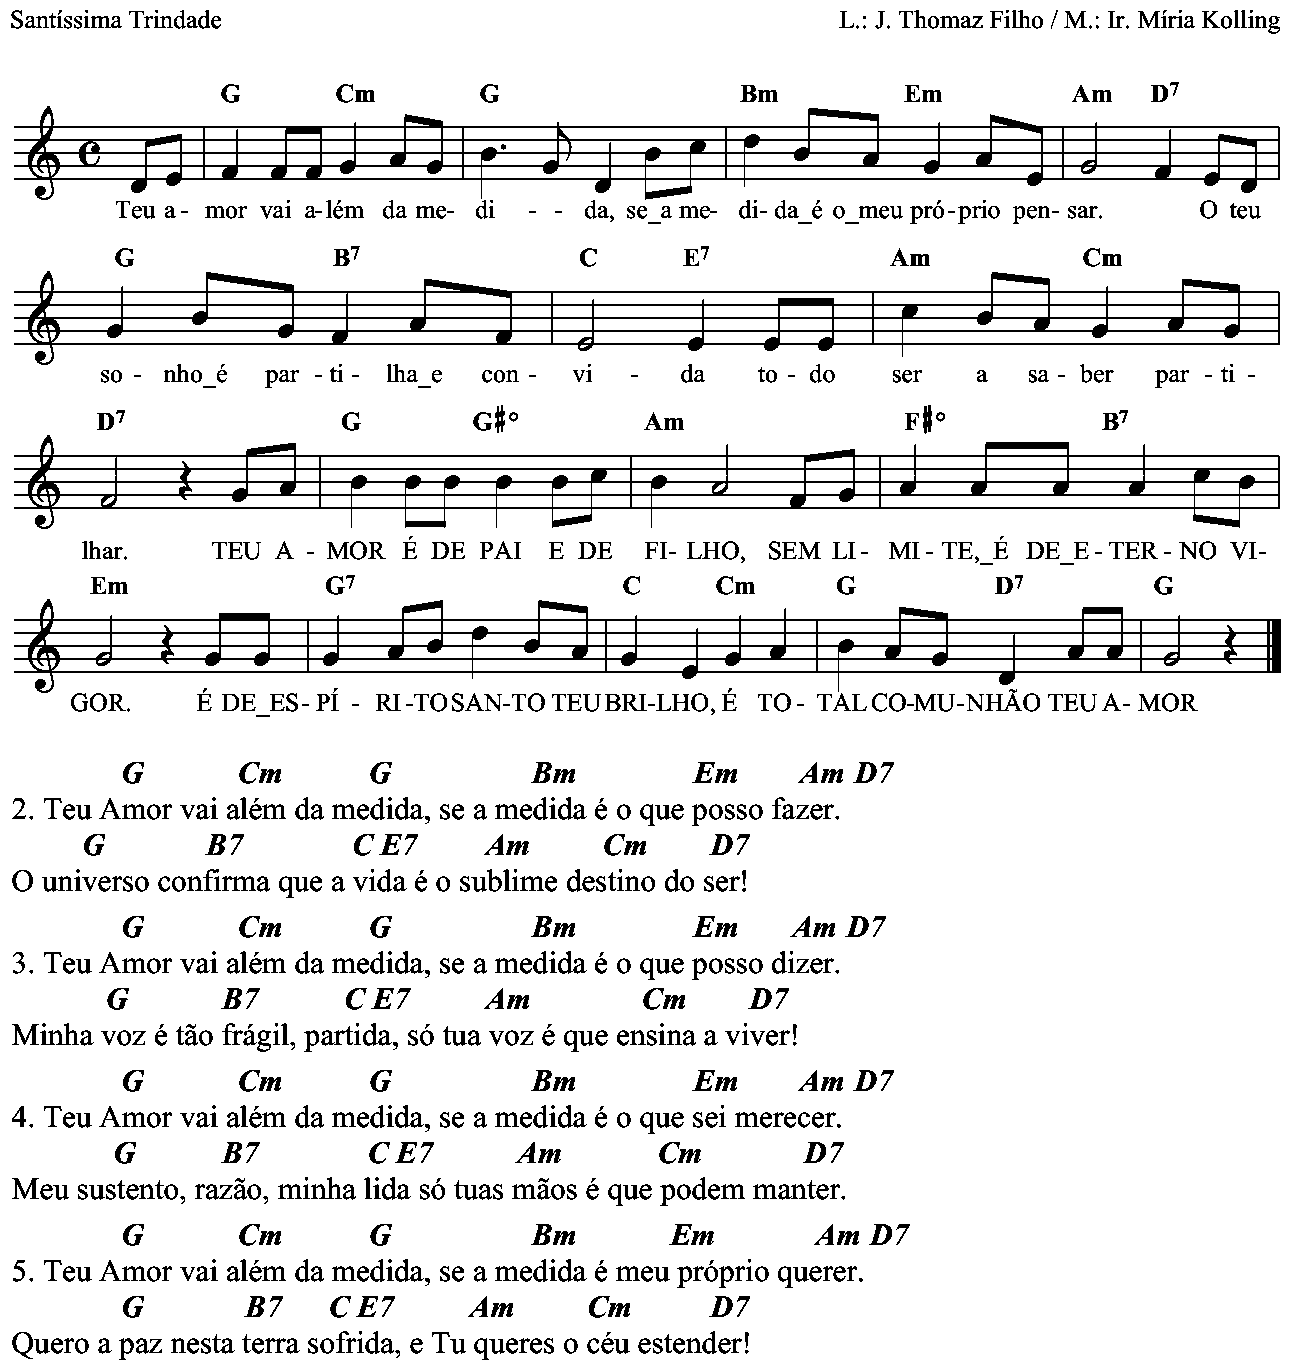 Santíssima Trindade
L.: J. Thomaz Filho / M.: Ir. Míria Kolling
G Cm G Bm Em Am D7
Teu a- mor vai a-lém da me- di - - da, se_a me- di-da_é o_meu pró-prio pen- sar. O teu
G B7 C E7 Am Cm
so - nho_é par - ti - lha_e con- vi - da to - do ser a sa - ber par - ti -
D7 G G#° Am F#° B7
lhar. TEU A - MOR É DE PAI E DE FI- LHO, SEM LI- MI-TE,_É DE_E-TER-NO VI-
Em G7 C Cm G D7 G
GOR. É DE_ES-PÍ - RI-TO SAN-TO TEU BRI-LHO, É TO- TAL CO-MU-NHÃO TEU A- MOR
G Cm G Bm Em Am D7
2. Teu Amor vai além da medida, se a medida é o que posso fazer.
G B7 C E7 Am Cm D7
O universo confirma que a vida é o sublime destino do ser!
G Cm G Bm Em Am D7
3. Teu Amor vai além da medida, se a medida é o que posso dizer.
G B7 C E7 Am Cm D7
Minha voz é tão frágil, partida, só tua voz é que ensina a viver!
G Cm G Bm Em Am D7
4. Teu Amor vai além da medida, se a medida é o que sei merecer.
G B7 C E7 Am Cm D7
Meu sustento, razão, minha lida só tuas mãos é que podem manter.
G Cm G Bm Em Am D7
5. Teu Amor vai além da medida, se a medida é meu próprio querer.
G B7 C E7 Am Cm D7
Quero a paz nesta terra sofrida, e Tu queres o céu estender!